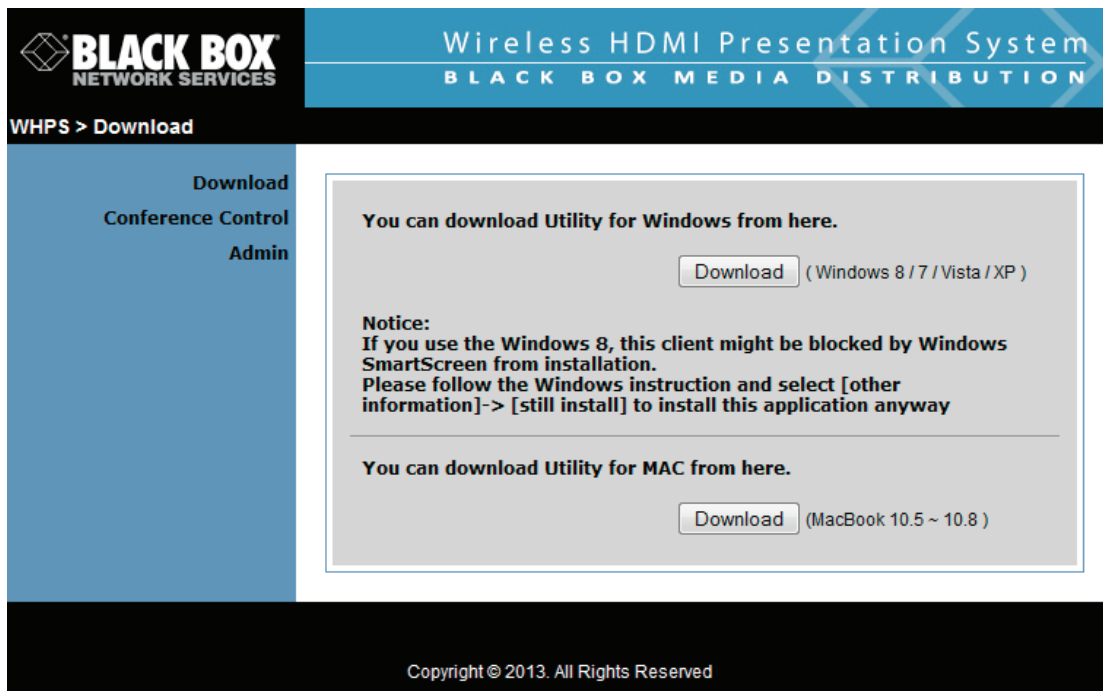 BLACK BOX
NETWORK SERVICES
Wireless HDMI Presentation System
BLACK BOX MEDIA DISTRIBUTION
WHPS > Download
Download
Conference Control
Admin
You can download Utility for Windows from here.
Download ( Windows 8 / 7 / Vista / XP )
Notice:
If you use the Windows 8, this client might be blocked by Windows
SmartScreen from installation.
Please follow the Windows instruction and select [other
information]-> [still install] to install this application anyway
You can download Utility for MAC from here.
Download (MacBook 10.5 ~ 10.8 )
Copyright © 2013. All Rights Reserved